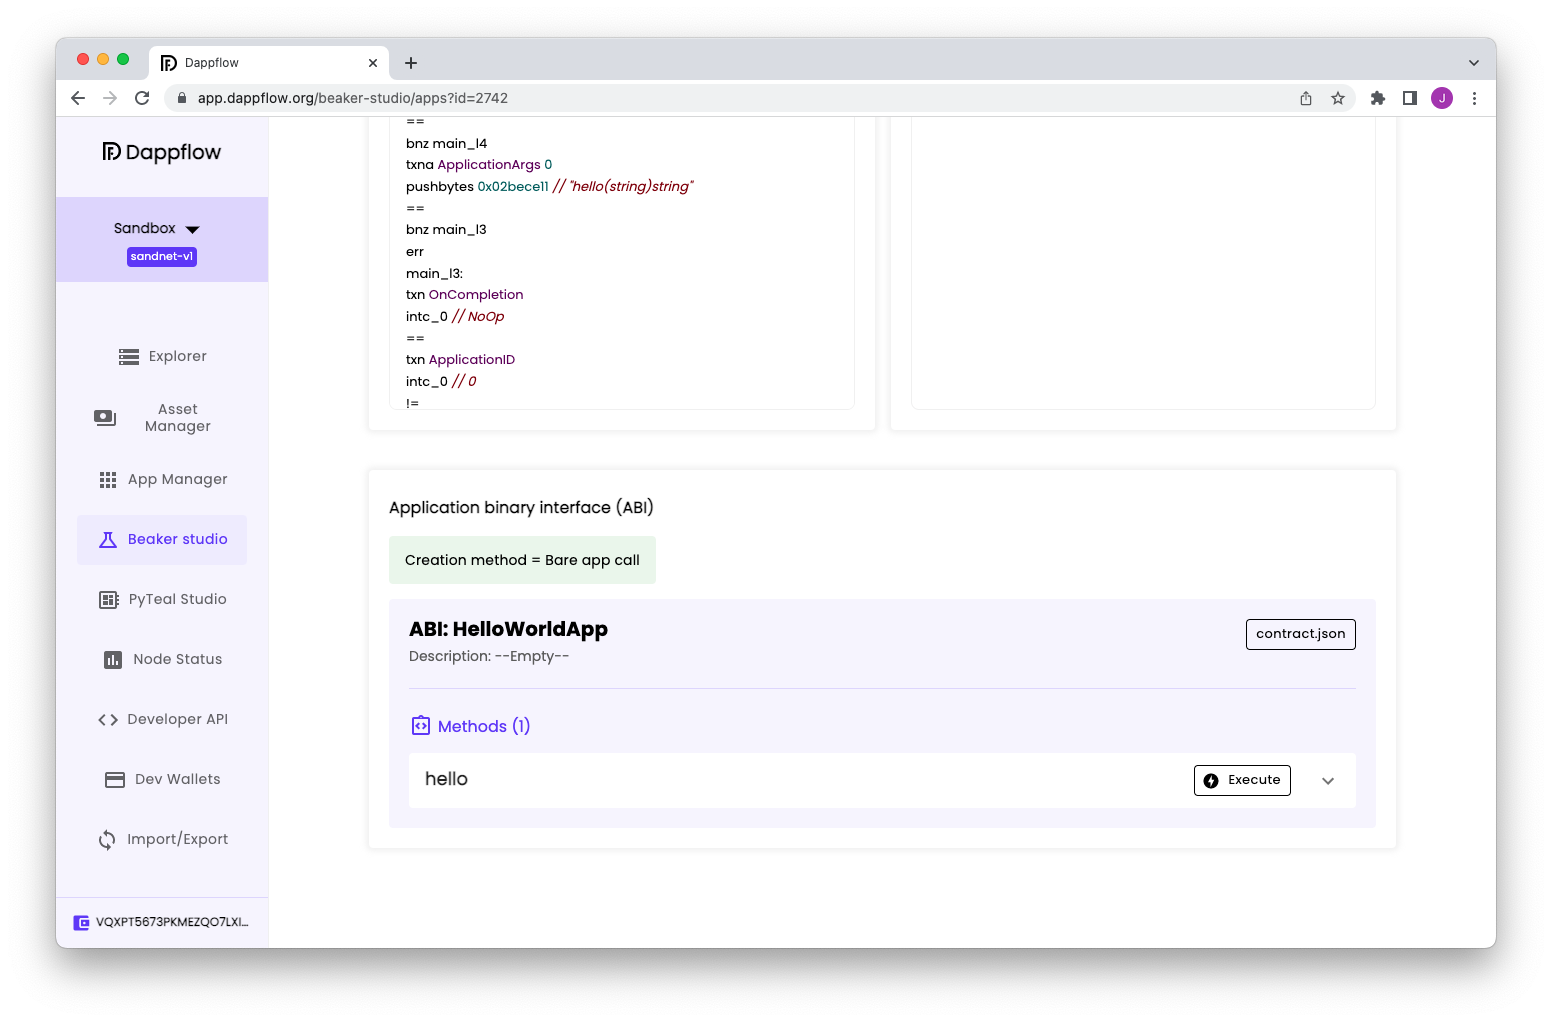 Dappflow
app.dappflow.org/beaker-studio/apps?id=2742
J
Dappflow
Sandbox
sandnet-v1
Explorer
Asset
Manager
App Manager
Beaker studio
PyTeal Studio
Node Status
Developer API
Dev Wallets
Import/Export
VQXPT5673PKMEZQO7LXI...
==
bnz main_l4
txna ApplicationArgs 0
pushbytes 0x02bece11 // "hello(string)string"
==
bnz main_l3
err
main_l3:
txn OnCompletion
intc_0 // NoOp
==
txn ApplicationID
intc_0 // 0
!=
Application binary interface (ABI)
Creation method = Bare app call
ABI: HelloWorldApp
contract.json
Description: --Empty--
Methods (1)
hello
Execute